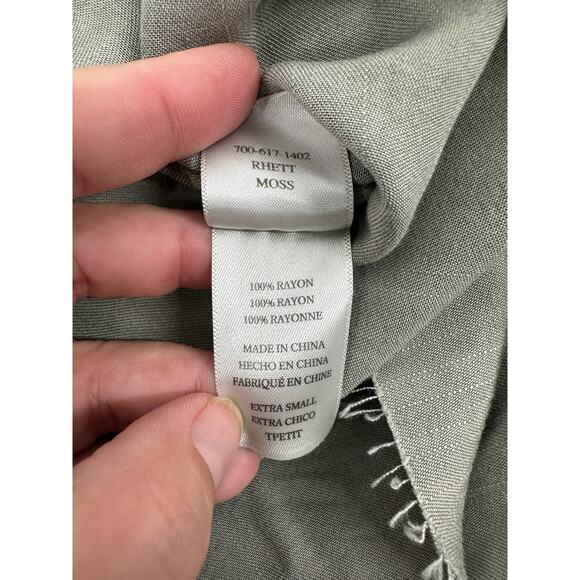 700-617-1402
RHETT
MOSS
100% RAYON
100% RAYON
100% RAYONNE
MADE IN CHINA
HECHO EN CHINA
FABRIQUÉ EN CHINE
EXTRA SMALL
EXTRA CHICO
TPETIT